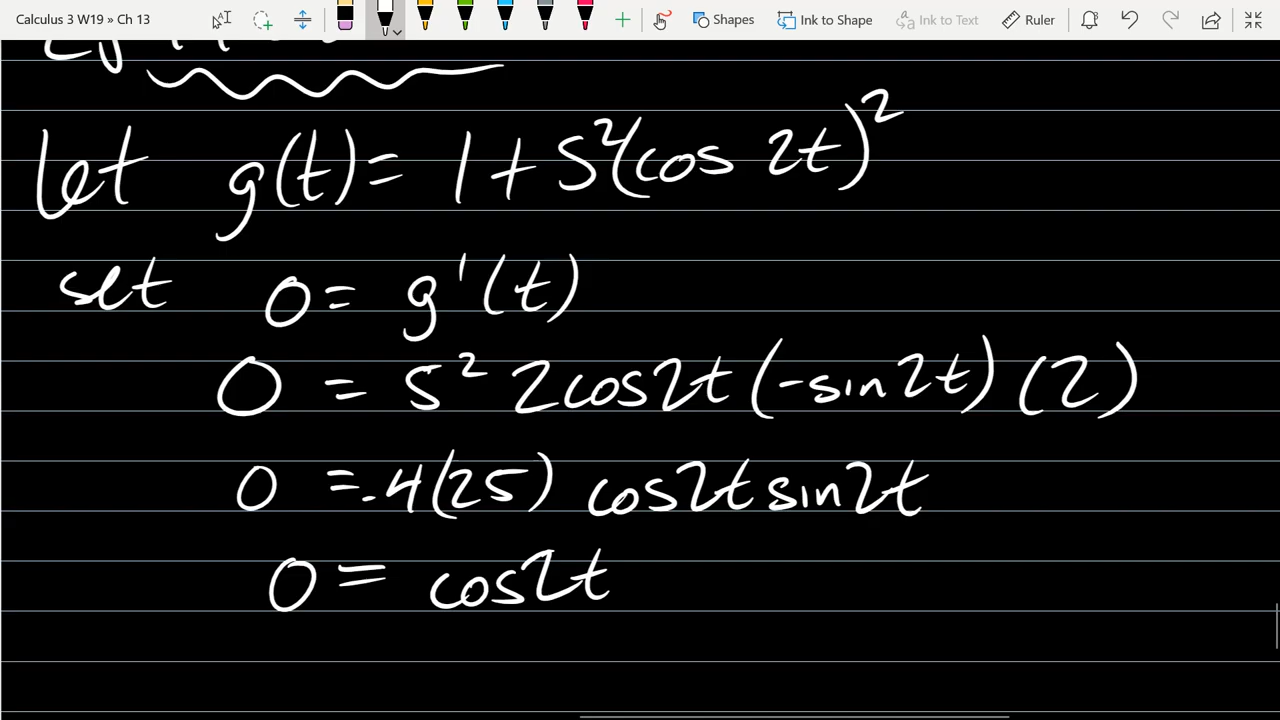 Calculus 3 W19 » Ch 13
Shapes
Ink to Shape
Ink to Text
Ruler
let g(t) = 1 + 5²(cos 2t)²
set 0 = g'(t)
0 = 5² 2cos2t (-sin2t) (2)
0 = -4(25) cos2t sin2t
0 = cos2t